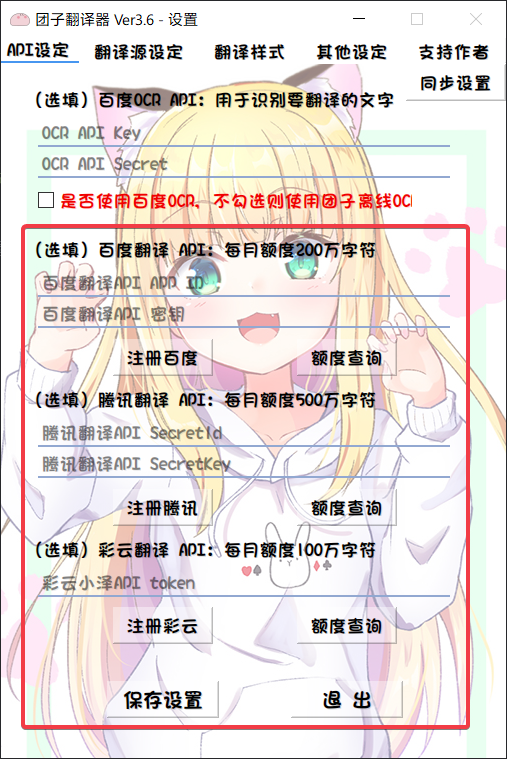 团子翻译器 Ver3.6 - 设置
API设定 翻译源设定 翻译样式 其他设定 支持作者
同步设置
(选填) 百度OCR API: 用于识别要翻译的文字
OCR API Key
OCR API Secret
是否使用百度OCR, 不勾选则使用团子离线OCR
(选填) 百度翻译 API: 每月额度200万字符
百度翻译API APP ID
百度翻译API 密钥
注册百度 额度查询
(选填) 腾讯翻译 API: 每月额度500万字符
腾讯翻译API SecretId
腾讯翻译API SecretKey
注册腾讯 额度查询
(选填) 彩云翻译 API: 每月额度100万字符
彩云小泽API token
注册彩云 额度查询
保存设置 退 出